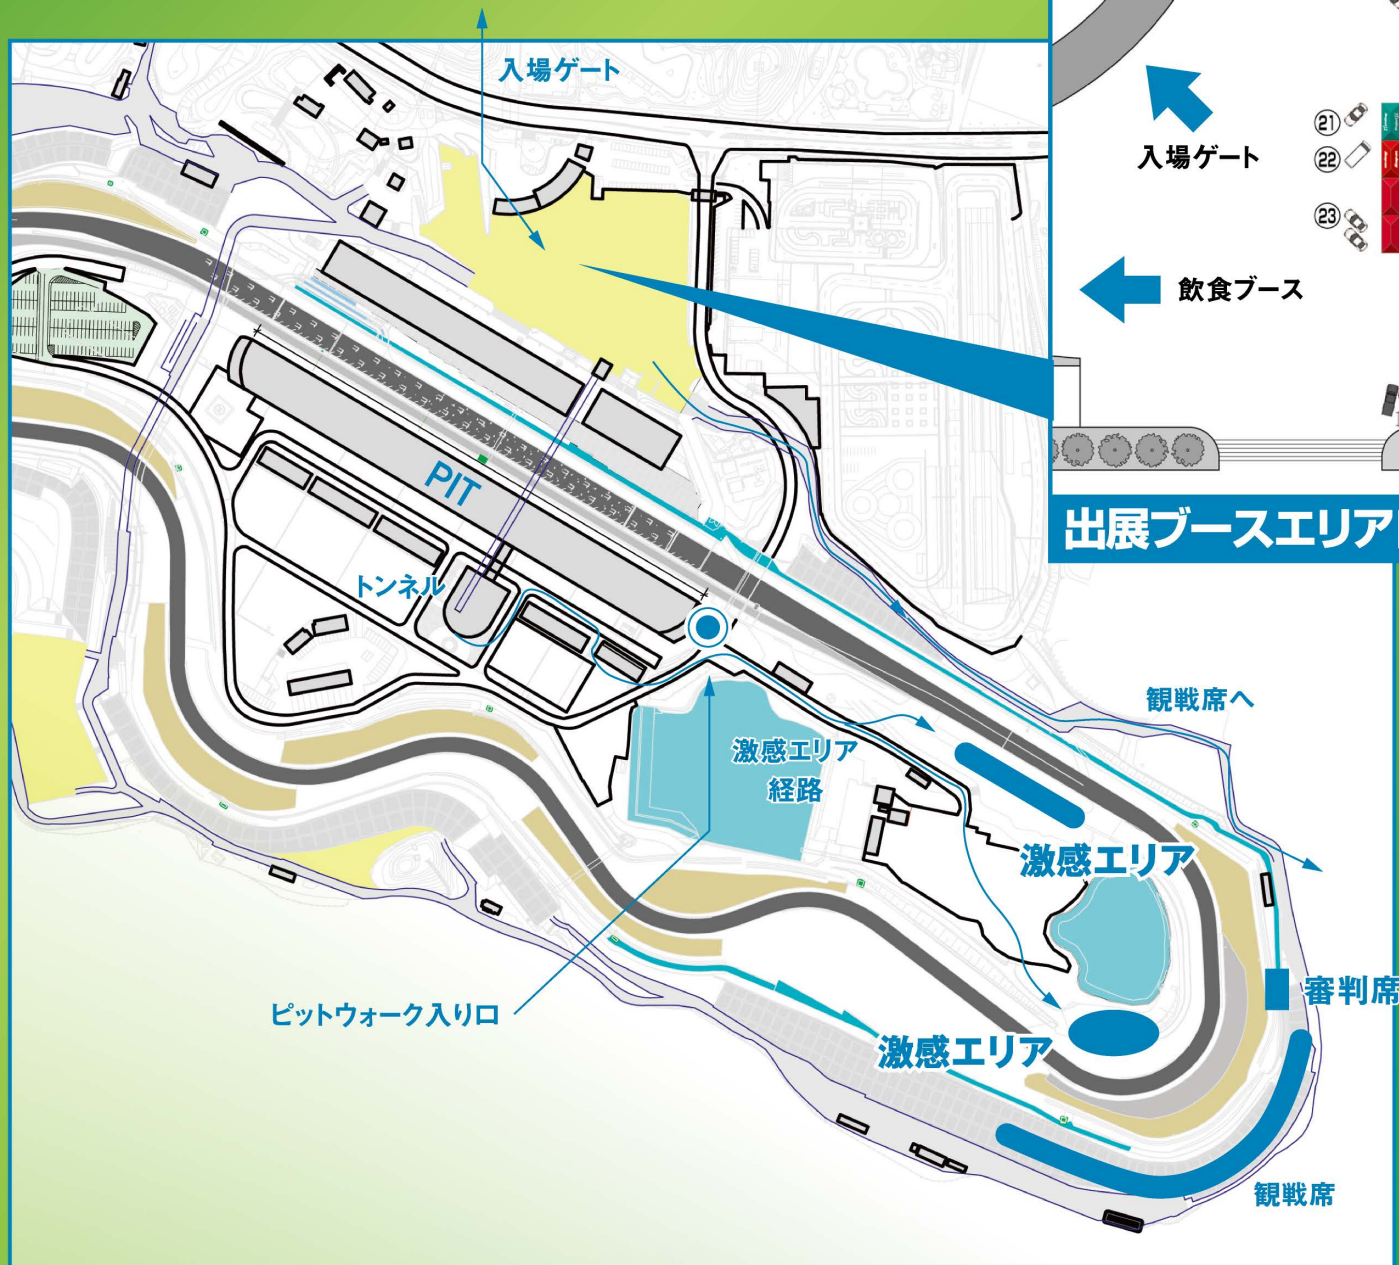 入場ゲート
入場ゲート
㉑
㉒
㉓
飲食ブース
出展ブースエリア
PIT
トンネル
観戦席へ
激感エリア
経路
激感エリア
審判席
ピットウォーク入り口
激感エリア
観戦席